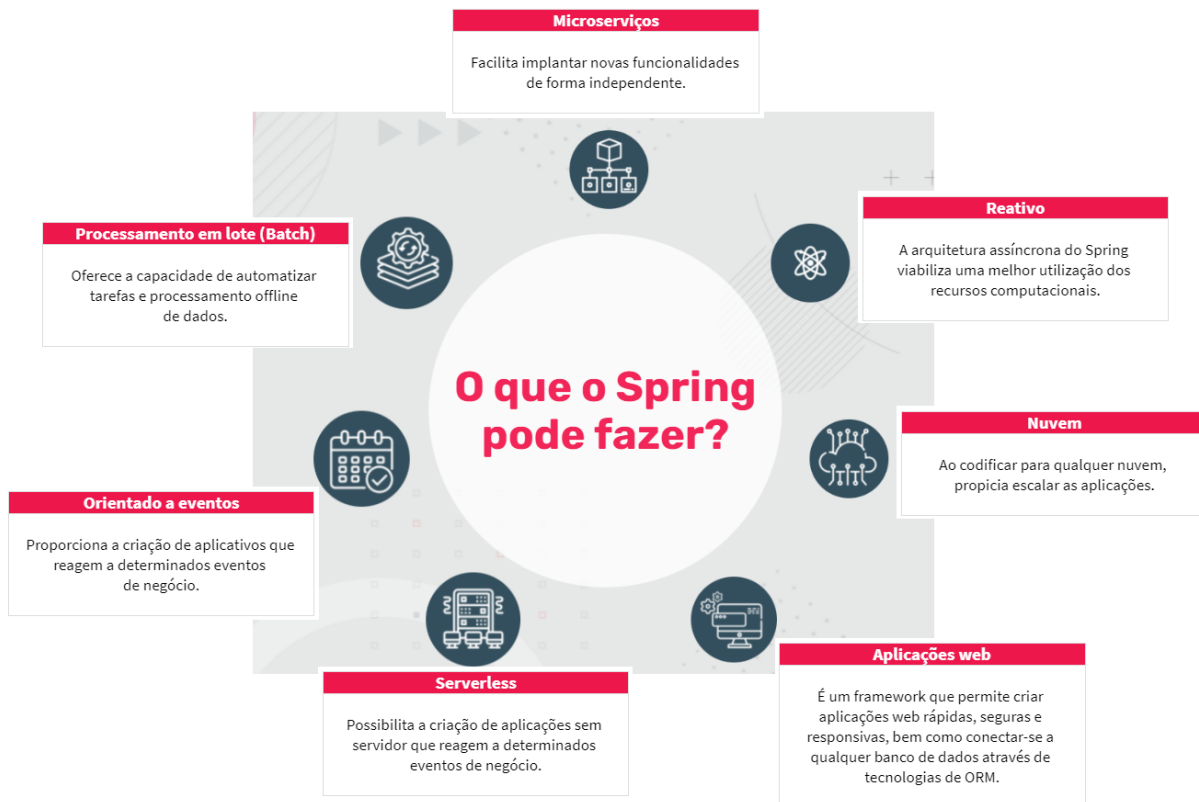 Microserviços
Facilita implantar novas funcionalidades
de forma independente.
Reativo
A arquitetura assíncrona do Spring
viabiliza uma melhor utilização dos
recursos computacionais.
Processamento em lote (Batch)
Oferece a capacidade de automatizar
tarefas e processamento offline
de dados.
O que o Spring
pode fazer?
Nuvem
Ao codificar para qualquer nuvem,
propicia escalar as aplicações.
Orientado a eventos
Proporciona a criação de aplicativos que
reagem a determinados eventos
de negócio.
Aplicações web
É um framework que permite criar
aplicações web rápidas, seguras e
responsivas, bem como conectar-se a
qualquer banco de dados através de
tecnologias de ORM.
Serverless
Possibilita a criação de aplicações sem
servidor que reagem a determinados
eventos de negócio.